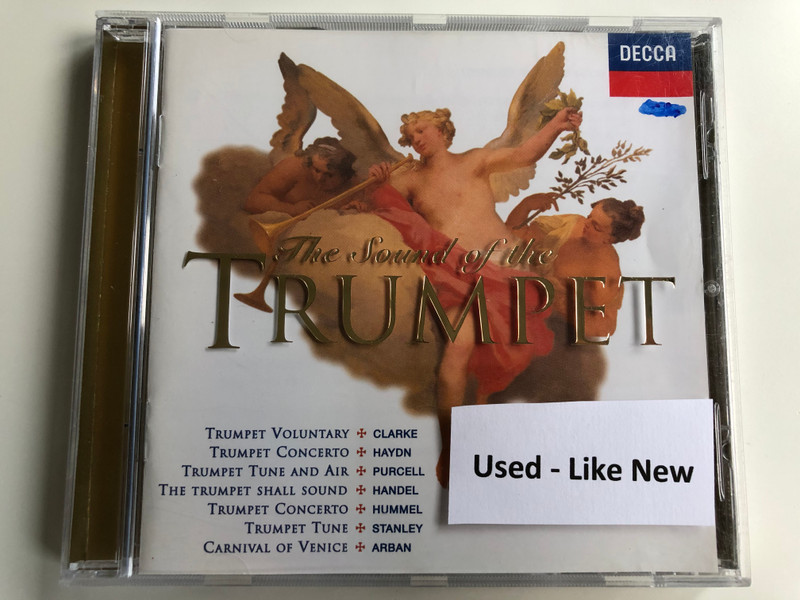 DECCA
The Sound of the
TRUMPET
TRUMPET VOLUNTARY ✠ CLARKE
TRUMPET CONCERTO ✠ HAYDN
TRUMPET TUNE AND AIR ✠ PURCELL
THE TRUMPET SHALL SOUND ✠ HANDEL
TRUMPET CONCERTO ✠ HUMMEL
TRUMPET TUNE ✠ STANLEY
CARNIVAL OF VENICE ✠ ARBAN
Used - Like New